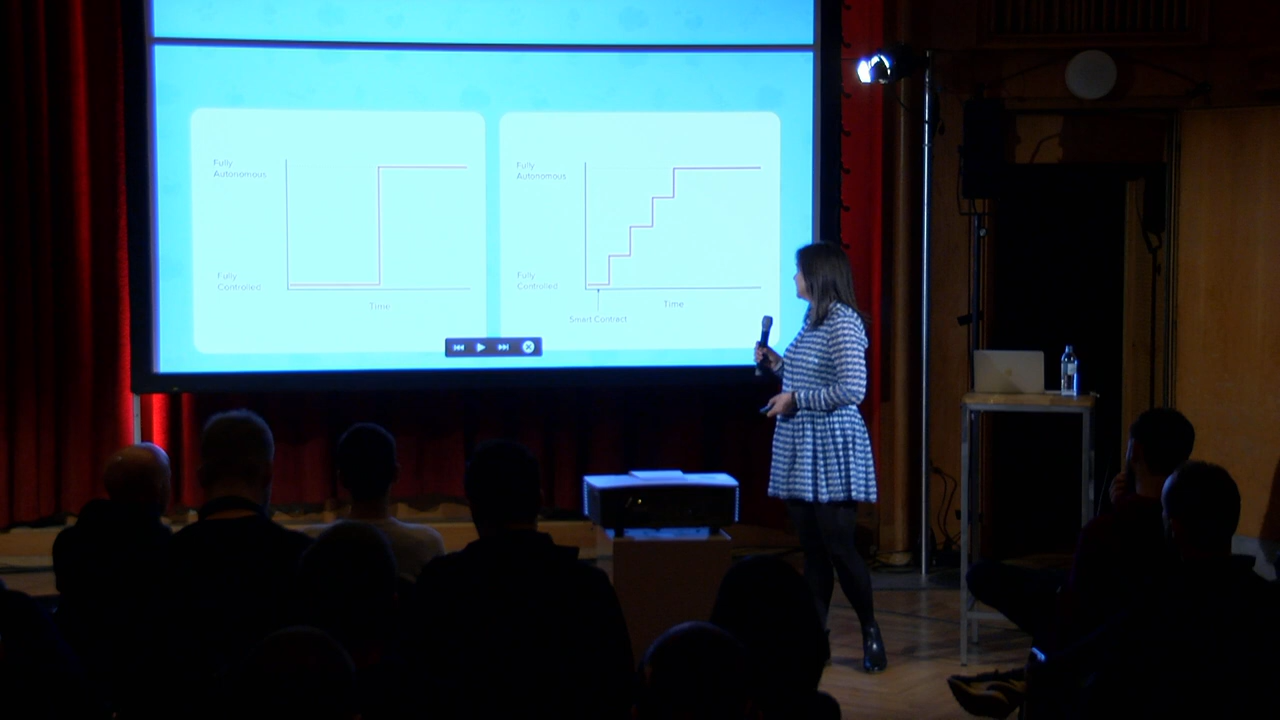 Fully
Autonomous
Fully
Controlled
Time
Fully
Autonomous
Fully
Controlled
Time
Smart Contract